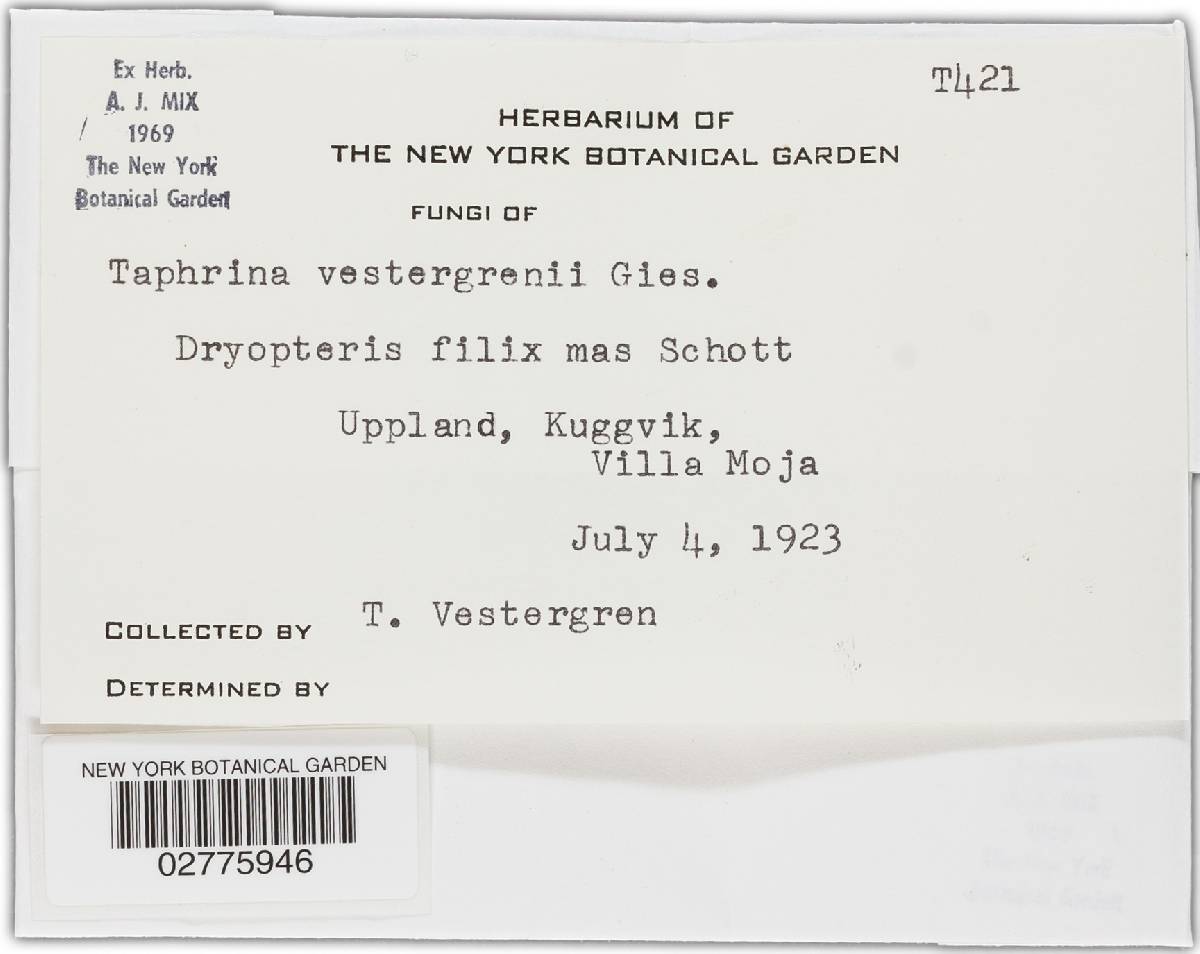 Ex Herb.
A. J. MIX
1969
The New York
Botanical Garden
T421
HERBARIUM OF
THE NEW YORK BOTANICAL GARDEN
FUNGI OF
Taphrina vestergrenii Gies.
Dryopteris filix mas Schott
Uppland, Kuggvik,
Villa Moja
July 4, 1923
COLLECTED BY T. Vestergren
DETERMINED BY
NEW YORK BOTANICAL GARDEN
02775946